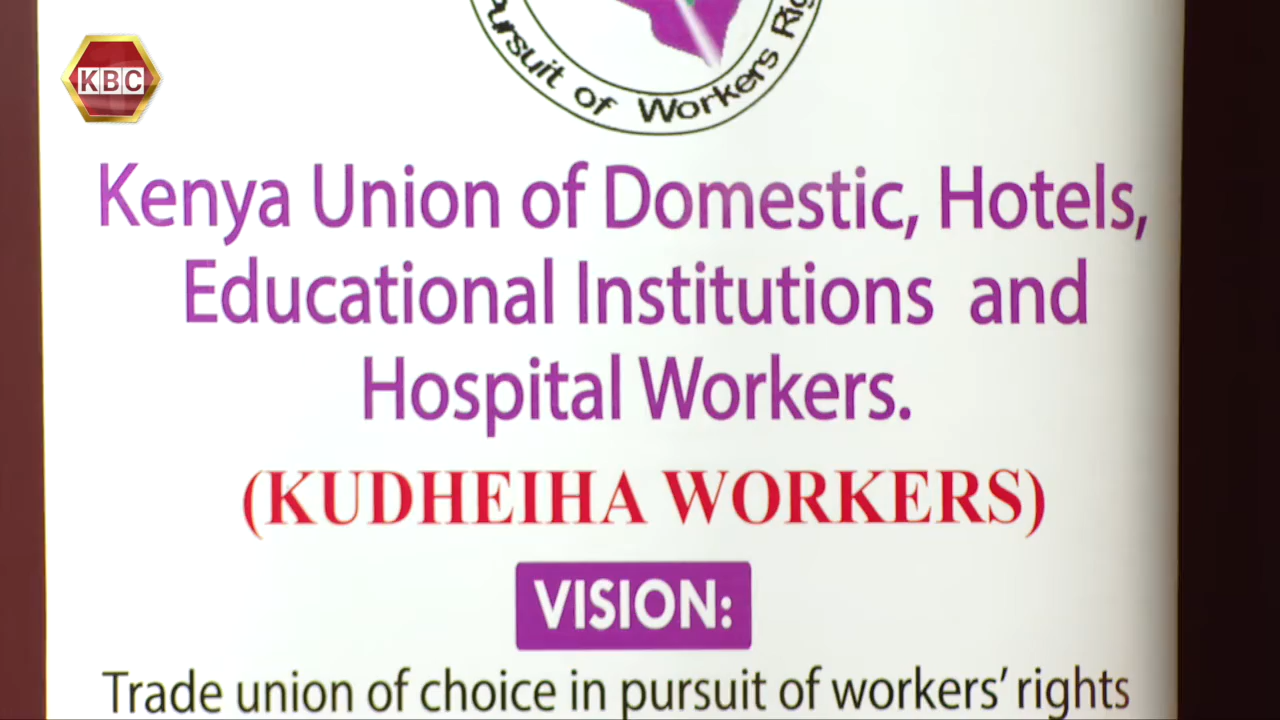 KBC
Pursuit of Workers
Kenya Union of Domestic, Hotels,
Educational Institutions and
Hospital Workers.
(KUDHEIHA WORKERS)
VISION:
Trade union of choice in pursuit of workers' rights